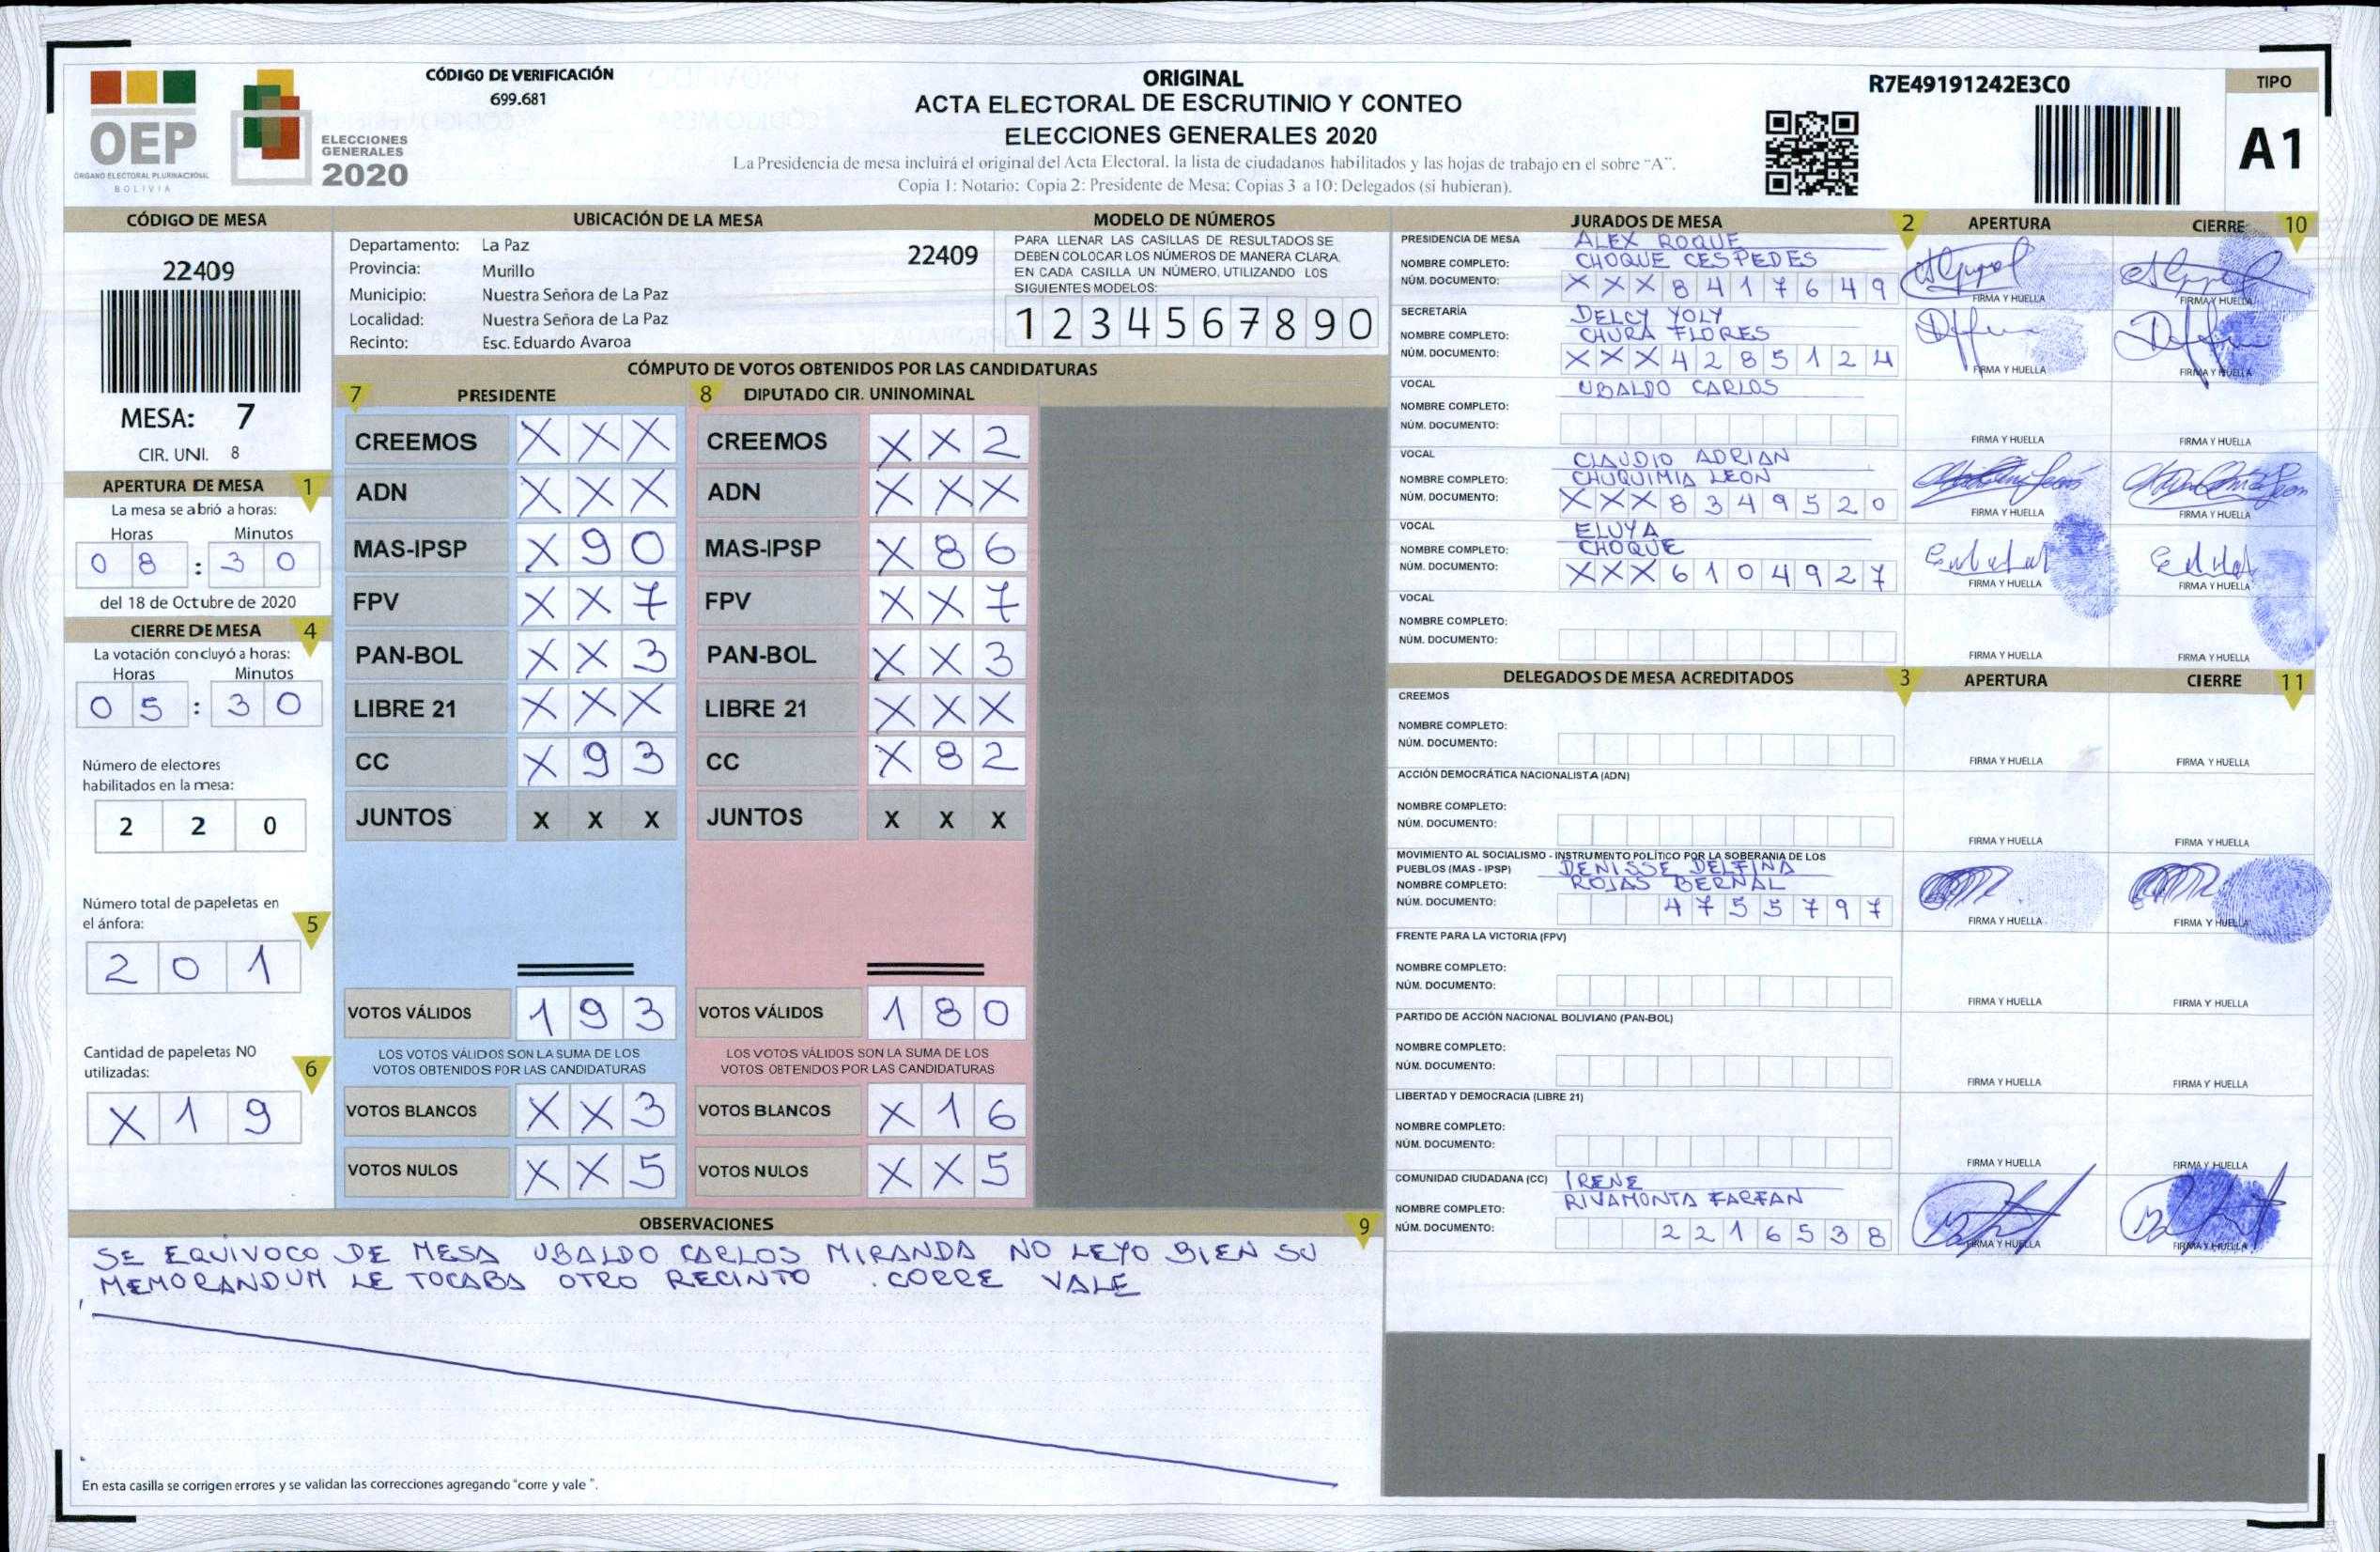 OEP
ÓRGANO ELECTORAL PLURINACIONAL
BOLIVIA
ELECCIONES
GENERALES
2020
CÓDIGO DE VERIFICACIÓN
699.681
ORIGINAL
ACTA ELECTORAL DE ESCRUTINIO Y CONTEO
ELECCIONES GENERALES 2020
La Presidencia de mesa incluirá el original del Acta Electoral, la lista de ciudadanos habilitados y las hojas de trabajo en el sobre "A".
Copia 1: Notario; Copia 2: Presidente de Mesa; Copias 3 a 10: Delegados (si hubieran).
R7E49191242E3C0
TIPO
A1
CÓDIGO DE MESA
22409
MESA: 7
CIR. UNI. 8
APERTURA DE MESA 1
La mesa se abrió a horas:
Horas Minutos
08 : 30
del 18 de Octubre de 2020
CIERRE DE MESA 4
La votación concluyó a horas:
Horas Minutos
05 : 30
Número de electores
habilitados en la mesa:
2 2 0
Número total de papeletas en
el ánfora: 5
2 0 1
Cantidad de papeletas NO
utilizadas: 6
X 1 9
UBICACIÓN DE LA MESA
Departamento: La Paz 22409
Provincia: Murillo
Municipio: Nuestra Señora de La Paz
Localidad: Nuestra Señora de La Paz
Recinto: Esc. Eduardo Avaroa
MODELO DE NÚMEROS
PARA LLENAR LAS CASILLAS DE RESULTADOS SE
DEBEN COLOCAR LOS NÚMEROS DE MANERA CLARA.
EN CADA CASILLA UN NÚMERO, UTILIZANDO LOS
SIGUIENTES MODELOS:
1 2 3 4 5 6 7 8 9 0
CÓMPUTO DE VOTOS OBTENIDOS POR LAS CANDIDATURAS
7 PRESIDENTE 8 DIPUTADO CIR. UNINOMINAL
CREEMOS X X X CREEMOS X X 2
ADN X X X ADN X X X
MAS-IPSP X 9 0 MAS-IPSP X 8 6
FPV X X 7 FPV X X 7
PAN-BOL X X 3 PAN-BOL X X 3
LIBRE 21 X X X LIBRE 21 X X X
CC X 9 3 CC X 8 2
JUNTOS X X X JUNTOS X X X
VOTOS VÁLIDOS 1 9 3 VOTOS VÁLIDOS 1 8 0
LOS VOTOS VÁLIDOS SON LA SUMA DE LOS LOS VOTOS VÁLIDOS SON LA SUMA DE LOS
VOTOS OBTENIDOS POR LAS CANDIDATURAS VOTOS OBTENIDOS POR LAS CANDIDATURAS
VOTOS BLANCOS X X 3 VOTOS BLANCOS X 1 6
VOTOS NULOS X X 5 VOTOS NULOS X X 5
OBSERVACIONES 9
SE EQUIVOCO DE MESA UBALDO CARLOS MIRANDA NO LEYO BIEN SU
MEMORANDUM LE TOCABA OTRO RECINTO . CORRE VALE
En esta casilla se corrigen errores y se validan las correcciones agregando "corre y vale".
JURADOS DE MESA 2 APERTURA CIERRE 10
PRESIDENCIA DE MESA ALEX ROQUE
NOMBRE COMPLETO: CHOQUE CESPEDES
NÚM. DOCUMENTO: X X X 8 4 1 7 6 4 9
FIRMA Y HUELLA FIRMA Y HUELLA
SECRETARÍA DELCY YOLY
NOMBRE COMPLETO: CHURA FLORES
NÚM. DOCUMENTO: X X X 4 2 8 5 1 2 4
FIRMA Y HUELLA FIRMA Y HUELLA
VOCAL UBALDO CARLOS
NOMBRE COMPLETO:
NÚM. DOCUMENTO:
FIRMA Y HUELLA FIRMA Y HUELLA
VOCAL CLAUDIO ADRIAN
NOMBRE COMPLETO: CHUQUIMIA LEON
NÚM. DOCUMENTO: X X X 8 3 4 9 5 2 0
FIRMA Y HUELLA FIRMA Y HUELLA
VOCAL ELUYA
NOMBRE COMPLETO: CHOQUE
NÚM. DOCUMENTO: X X X 6 1 0 4 9 2 7
FIRMA Y HUELLA FIRMA Y HUELLA
VOCAL
NOMBRE COMPLETO:
NÚM. DOCUMENTO:
FIRMA Y HUELLA FIRMA Y HUELLA
DELEGADOS DE MESA ACREDITADOS 3 APERTURA CIERRE 11
CREEMOS
NOMBRE COMPLETO:
NÚM. DOCUMENTO:
FIRMA Y HUELLA FIRMA Y HUELLA
ACCIÓN DEMOCRÁTICA NACIONALISTA (ADN)
NOMBRE COMPLETO:
NÚM. DOCUMENTO:
FIRMA Y HUELLA FIRMA Y HUELLA
MOVIMIENTO AL SOCIALISMO - INSTRUMENTO POLÍTICO POR LA SOBERANIA DE LOS
PUEBLOS (MAS - IPSP) DENISSE DELFINA
NOMBRE COMPLETO: ROJAS BERNAL
NÚM. DOCUMENTO: 4 7 5 5 7 9 7
FIRMA Y HUELLA FIRMA Y HUELLA
FRENTE PARA LA VICTORIA (FPV)
NOMBRE COMPLETO:
NÚM. DOCUMENTO:
FIRMA Y HUELLA FIRMA Y HUELLA
PARTIDO DE ACCIÓN NACIONAL BOLIVIANO (PAN-BOL)
NOMBRE COMPLETO:
NÚM. DOCUMENTO:
FIRMA Y HUELLA FIRMA Y HUELLA
LIBERTAD Y DEMOCRACIA (LIBRE 21)
NOMBRE COMPLETO:
NÚM. DOCUMENTO:
FIRMA Y HUELLA FIRMA Y HUELLA
COMUNIDAD CIUDADANA (CC) IRENE
NOMBRE COMPLETO: RIVAMONTA FARFAN
NÚM. DOCUMENTO: 2 2 1 6 5 3 8
FIRMA Y HUELLA FIRMA Y HUELLA